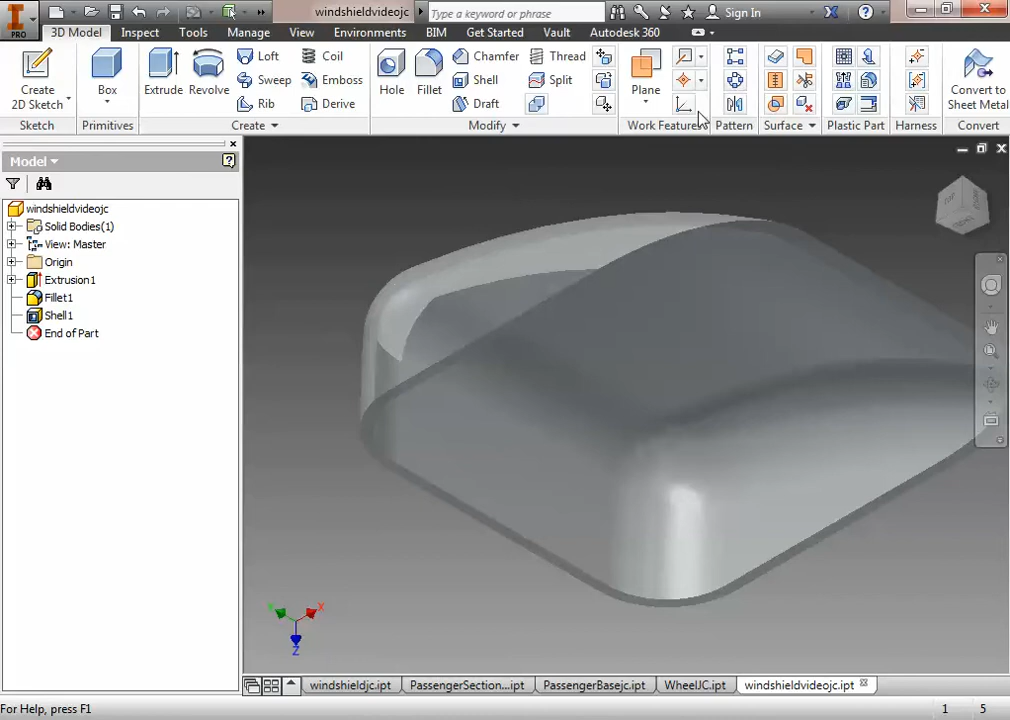 windshieldvideojc
Type a keyword or phrase
Sign In
PRO
3D Model
Inspect
Tools
Manage
View
Environments
BIM
Get Started
Vault
Autodesk 360
Create
2D Sketch
Box
Extrude
Revolve
Loft
Sweep
Rib
Coil
Emboss
Derive
Hole
Fillet
Chamfer
Shell
Draft
Thread
Split
Plane
Convert to
Sheet Metal
Sketch
Primitives
Create
Modify
Work Features
Pattern
Surface
Plastic Part
Harness
Convert
Model
windshieldvideojc
Solid Bodies(1)
View: Master
Origin
Extrusion1
Fillet1
Shell1
End of Part
X
Z
windshieldjc.ipt
PassengerSection...ipt
PassengerBasejc.ipt
WheelJC.ipt
windshieldvideojc.ipt
For Help, press F1
1
5